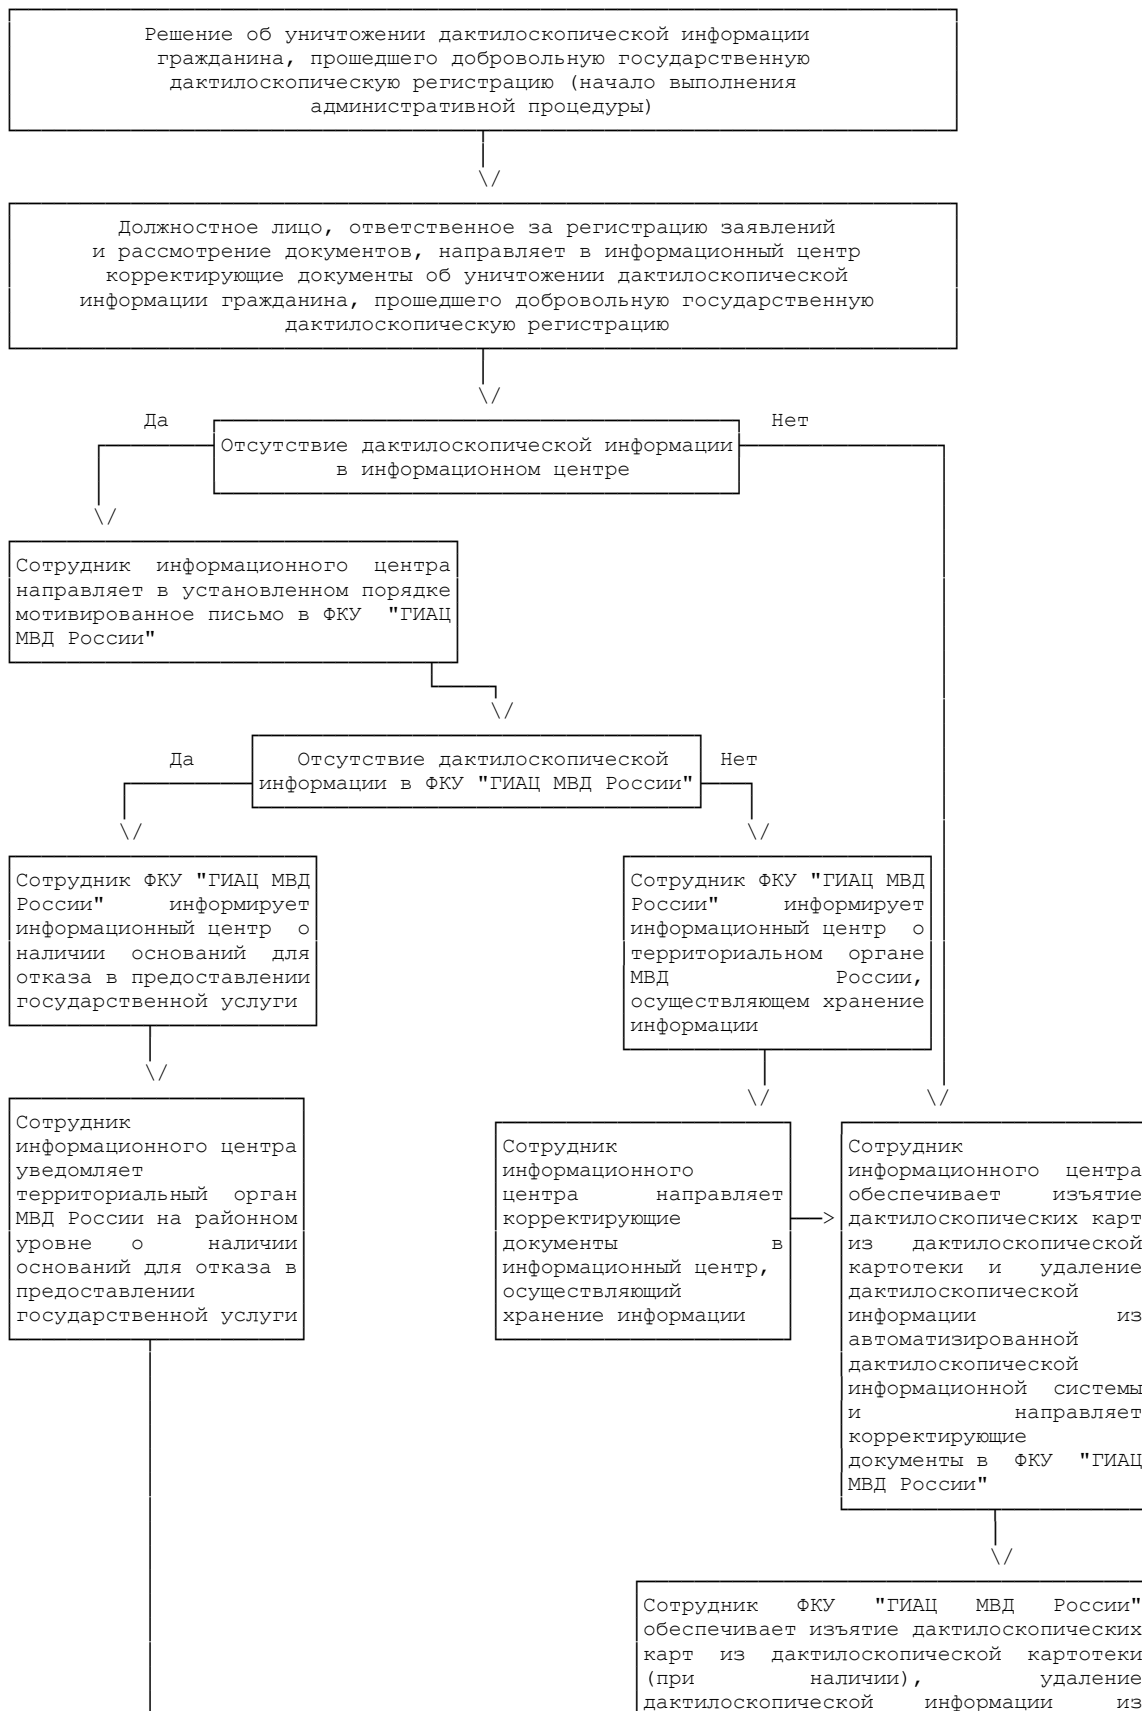 Решение об уничтожении дактилоскопической информации
гражданина, прошедшего добровольную государственную
дактилоскопическую регистрацию (начало выполнения
административной процедуры)
Должностное лицо, ответственное за регистрацию заявлений
и рассмотрение документов, направляет в информационный центр
корректирующие документы об уничтожении дактилоскопической
информации гражданина, прошедшего добровольную государственную
дактилоскопическую регистрацию
Да
Нет
Отсутствие дактилоскопической информации
в информационном центре
Сотрудник информационного центра
направляет в установленном порядке
мотивированное письмо в ФКУ "ГИАЦ
МВД России"
Да
Отсутствие дактилоскопической
информации в ФКУ "ГИАЦ МВД России"
Нет
Сотрудник ФКУ "ГИАЦ МВД
России" информирует
информационный центр о
наличии оснований для
отказа в предоставлении
государственной услуги
Сотрудник ФКУ "ГИАЦ МВД
России" информирует
информационный центр о
территориальном органе
МВД России,
осуществляющем хранение
информации
Сотрудник
информационного центра
уведомляет
территориальный орган
МВД России на районном
уровне о наличии
оснований для отказа в
предоставлении
государственной услуги
Сотрудник
информационного
центра направляет
корректирующие
документы в
информационный центр,
осуществляющий
хранение информации
Сотрудник
информационного центра
обеспечивает изъятие
дактилоскопических карт
из дактилоскопической
картотеки и удаление
дактилоскопической
информации из
автоматизированной
дактилоскопической
информационной системы
и направляет
корректирующие
документы в ФКУ "ГИАЦ
МВД России"
Сотрудник ФКУ "ГИАЦ МВД России"
обеспечивает изъятие дактилоскопических
карт из дактилоскопической картотеки
(при наличии), удаление
дактилоскопической информации из